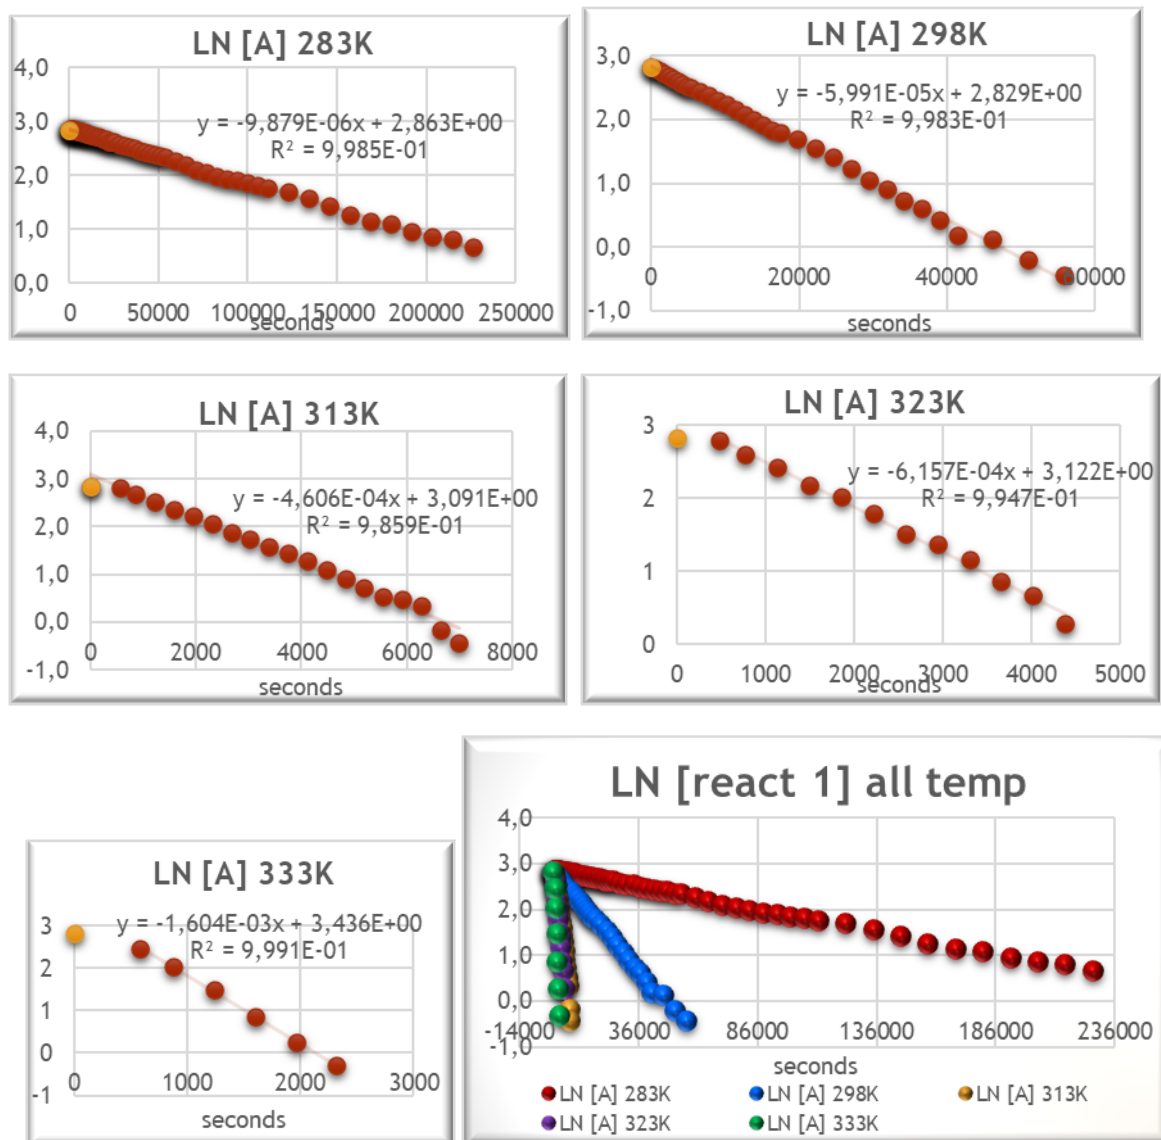 LN [A] 283K
4,0
3,0
y = -9,879E-06x + 2,863E+00
R² = 9,985E-01
2,0
1,0
0,0
0 50000 100000 150000 200000 250000
seconds
LN [A] 298K
3,0
y = -5,991E-05x + 2,829E+00
R² = 9,983E-01
2,0
1,0
0,0
0 20000 40000 60000
-1,0
seconds
LN [A] 313K
4,0
3,0
y = -4,606E-04x + 3,091E+00
R² = 9,859E-01
2,0
1,0
0,0
0 2000 4000 6000 8000
-1,0
seconds
LN [A] 323K
3
y = -6,157E-04x + 3,122E+00
R² = 9,947E-01
2
1
0
0 1000 2000 3000 4000 5000
seconds
LN [A] 333K
y = -1,604E-03x + 3,436E+00
3
R² = 9,991E-01
2
1
0
0 1000 2000 3000
-1
seconds
LN [react 1] all temp
4,0
3,0
2,0
1,0
0,0
-14000 36000 86000 136000 186000 236000
-1,0
seconds
LN [A] 283K LN [A] 298K LN [A] 313K
LN [A] 323K LN [A] 333K